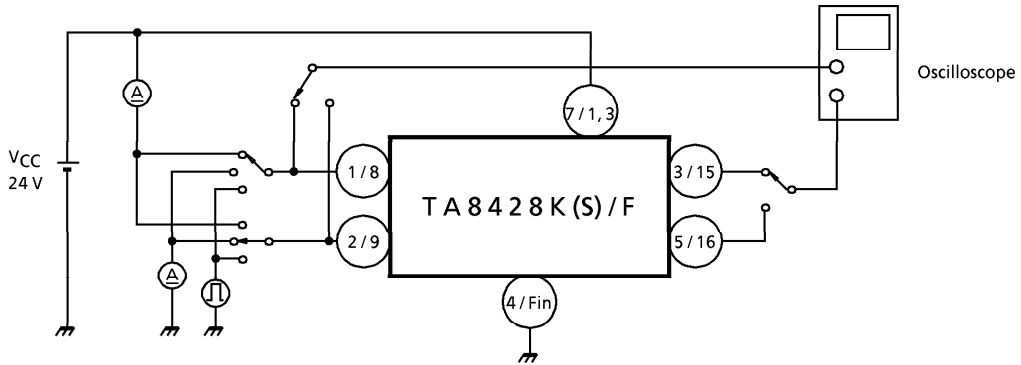 Oscilloscope
A
7 / 1, 3
VCC
24 V
1 / 8
3 / 15
TA8428K(S) / F
2 / 9
5 / 16
A
4 / Fin